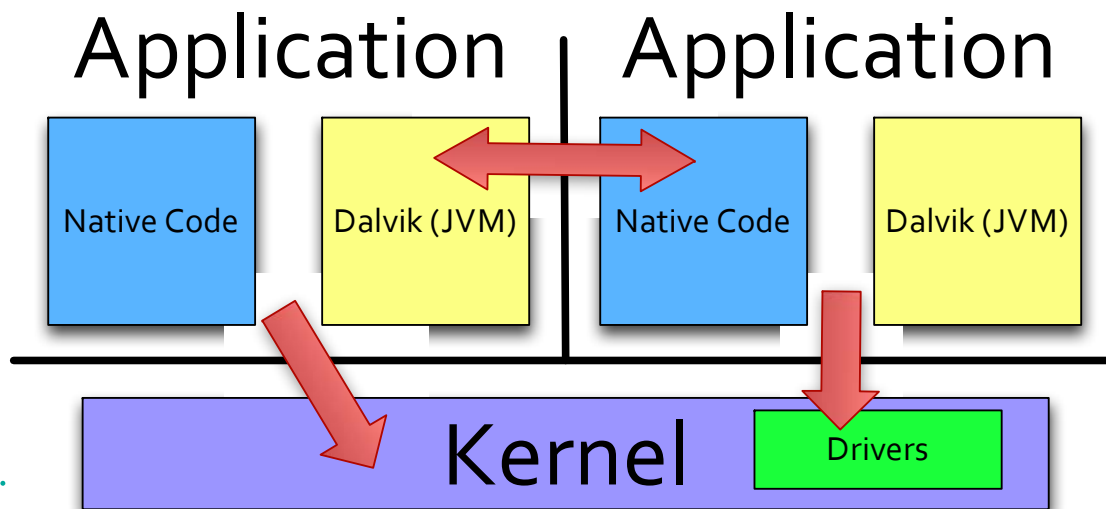 Application
Application
Native Code
Dalvik (JVM)
Native Code
Dalvik (JVM)
Kernel
Drivers